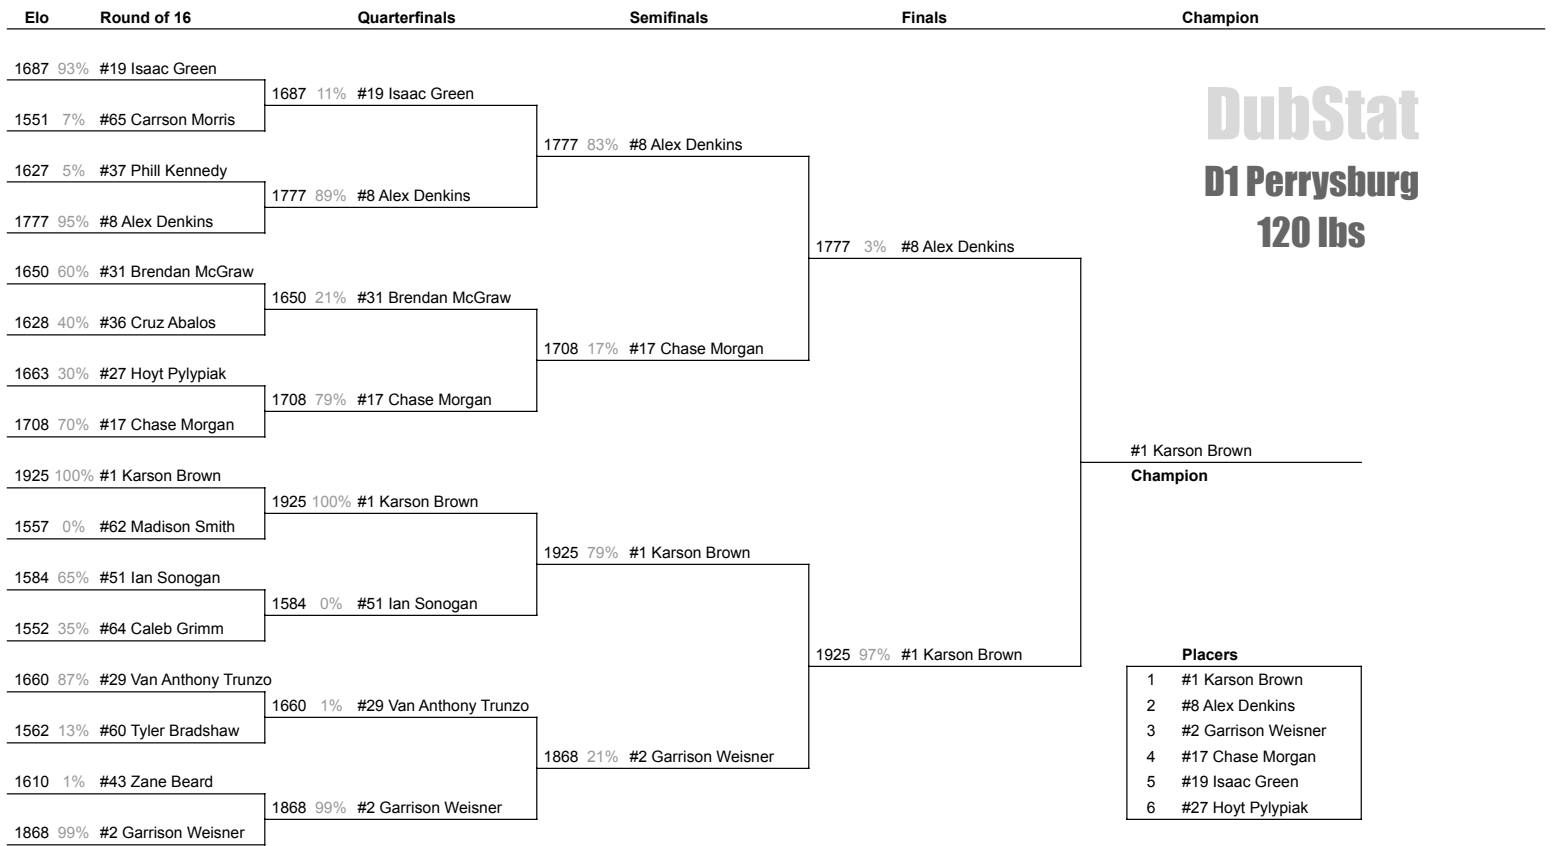 Elo Round of 16 Quarterfinals Semifinals Finals Champion
1687 93% #19 Isaac Green
1687 11% #19 Isaac Green
1551 7% #65 Carrson Morris
DubStat
1777 83% #8 Alex Denkins
1627 5% #37 Phill Kennedy
D1 Perrysburg
1777 89% #8 Alex Denkins
1777 95% #8 Alex Denkins
120 lbs
1777 3% #8 Alex Denkins
1650 60% #31 Brendan McGraw
1650 21% #31 Brendan McGraw
1628 40% #36 Cruz Abalos
1708 17% #17 Chase Morgan
1663 30% #27 Hoyt Pylypiak
1708 79% #17 Chase Morgan
1708 70% #17 Chase Morgan
#1 Karson Brown
Champion
1925 100% #1 Karson Brown
1925 100% #1 Karson Brown
1557 0% #62 Madison Smith
1925 79% #1 Karson Brown
1584 65% #51 Ian Sonogan
1584 0% #51 Ian Sonogan
1552 35% #64 Caleb Grimm
1925 97% #1 Karson Brown
1660 87% #29 Van Anthony Trunzo
1660 1% #29 Van Anthony Trunzo
1562 13% #60 Tyler Bradshaw
1868 21% #2 Garrison Weisner
1610 1% #43 Zane Beard
1868 99% #2 Garrison Weisner
1868 99% #2 Garrison Weisner
Placers
1 #1 Karson Brown
2 #8 Alex Denkins
3 #2 Garrison Weisner
4 #17 Chase Morgan
5 #19 Isaac Green
6 #27 Hoyt Pylypiak